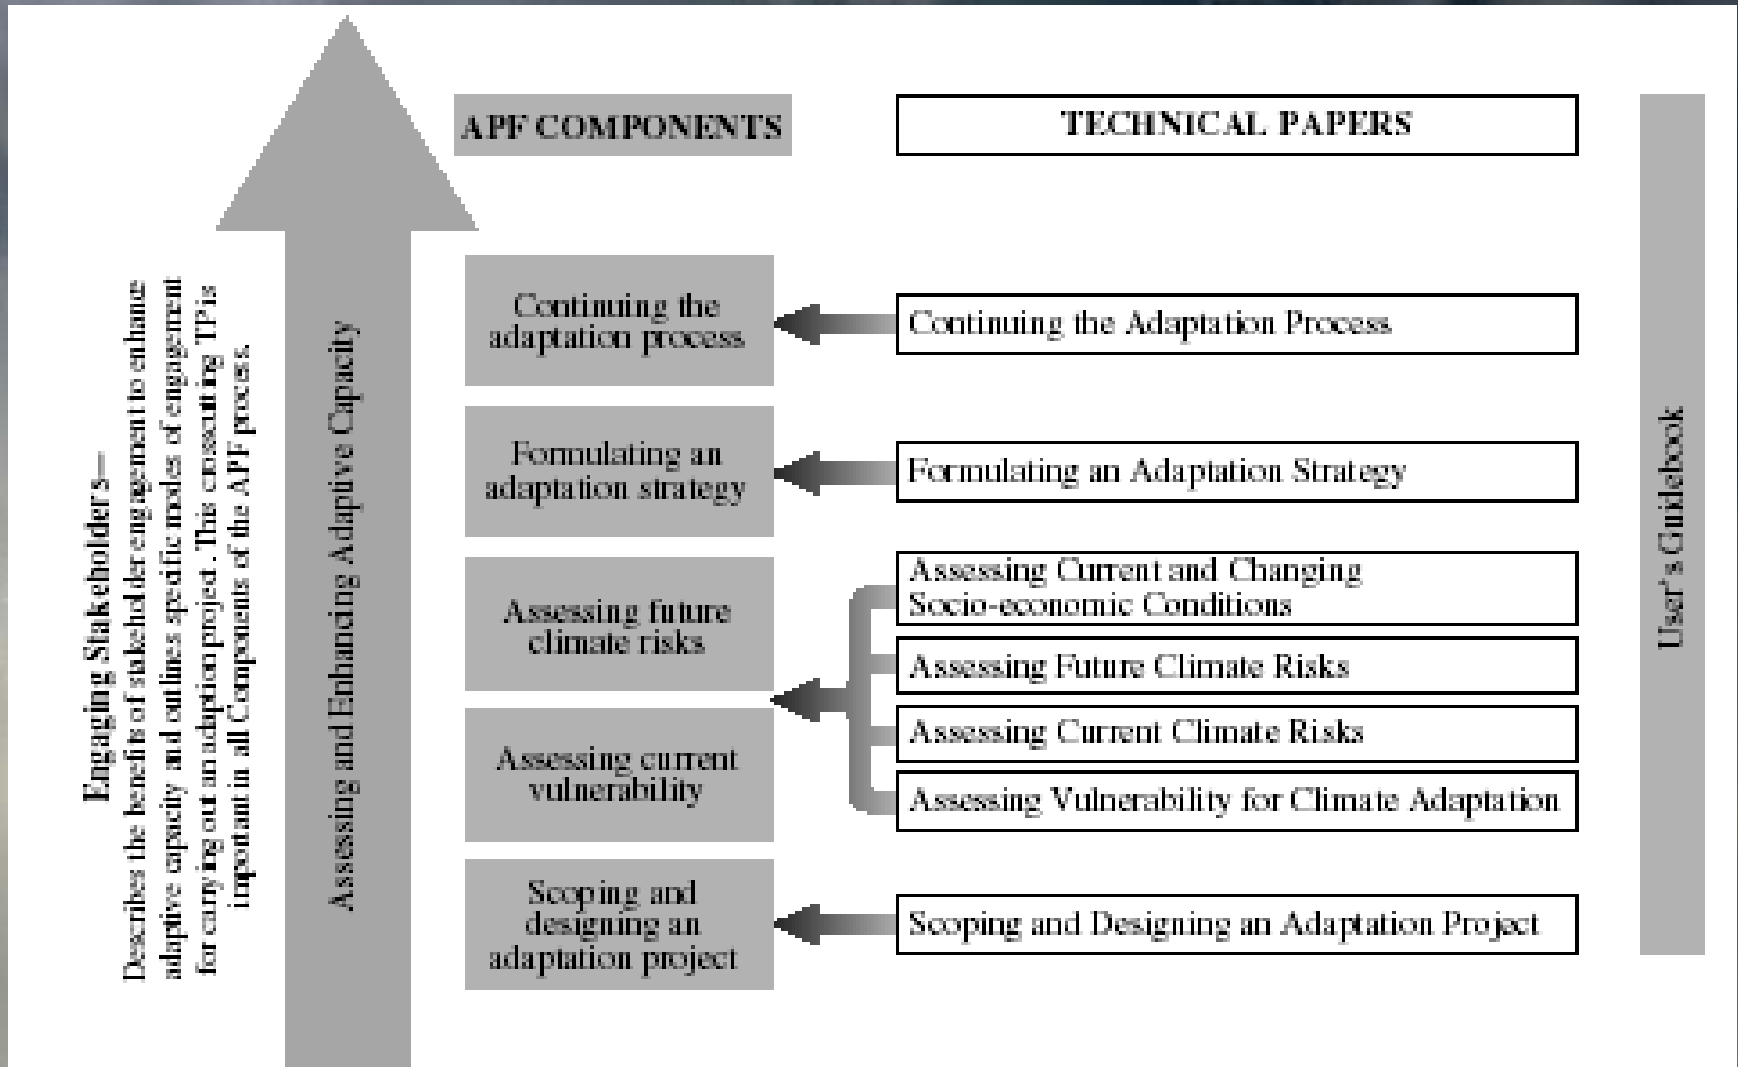 Engaging Stakeholders—
Describes the benefits of stakeholder engagement to enhance
adaptive capacity and outlines specific modes of engagement
for carrying out an adaption project. This crosscutting TP is
important in all Components of the APF process.
Assessing and Enhancing Adaptive Capacity
APF COMPONENTS
Continuing the
adaptation process
Formulating an
adaptation strategy
Assessing future
climate risks
Assessing current
vulnerability
Scoping and
designing an
adaptation project
TECHNICAL PAPERS
Continuing the Adaptation Process
Formulating an Adaptation Strategy
Assessing Current and Changing
Socio-economic Conditions
Assessing Future Climate Risks
Assessing Current Climate Risks
Assessing Vulnerability for Climate Adaptation
Scoping and Designing an Adaptation Project
User's Guidebook